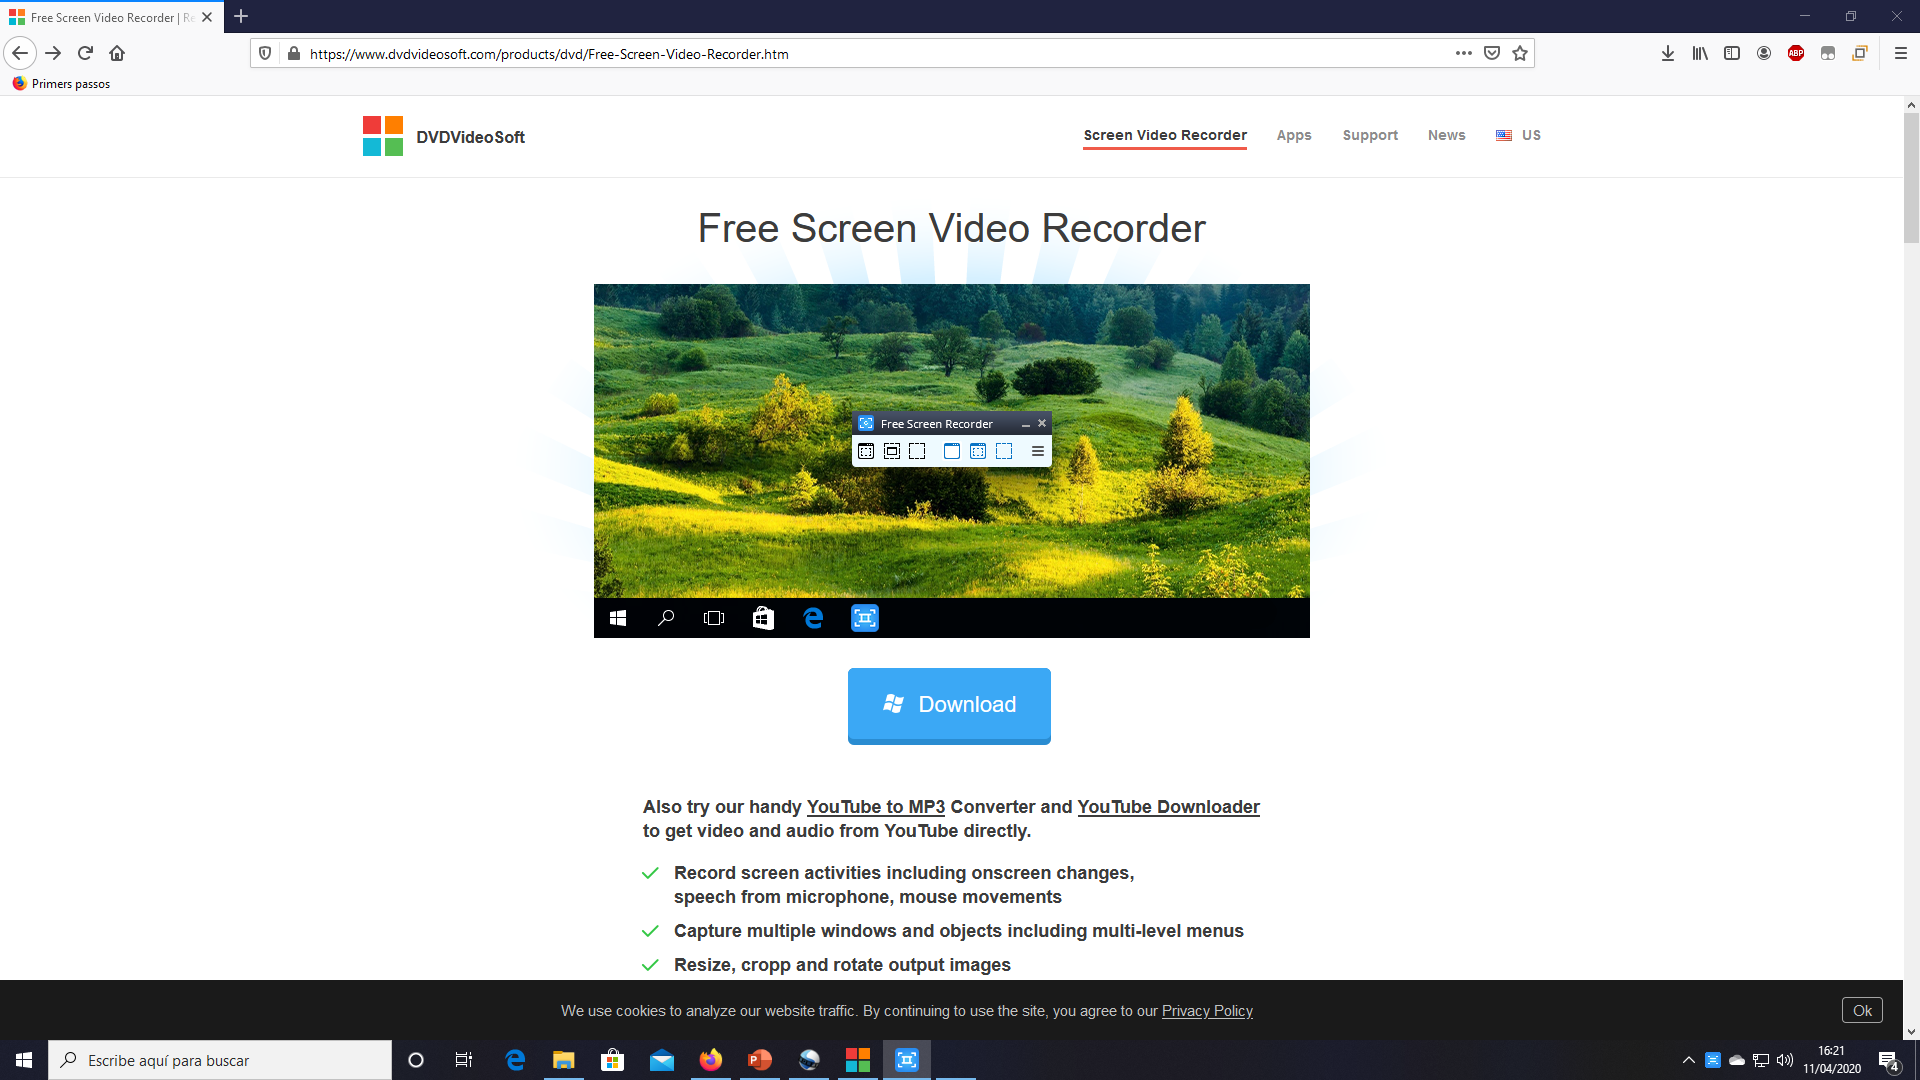 Free Screen Video Recorder | Re
https://www.dvdvideosoft.com/products/dvd/Free-Screen-Video-Recorder.htm
ABP
Primers passos
DVDVideoSoft
Screen Video Recorder Apps Support News US
Free Screen Video Recorder
Free Screen Recorder
Download
Also try our handy YouTube to MP3 Converter and YouTube Downloader
to get video and audio from YouTube directly.
Record screen activities including onscreen changes,
speech from microphone, mouse movements
Capture multiple windows and objects including multi-level menus
Resize, cropp and rotate output images
We use cookies to analyze our website traffic. By continuing to use the site, you agree to our Privacy Policy
Ok
Escribe aquí para buscar
16:21
11/04/2020
4